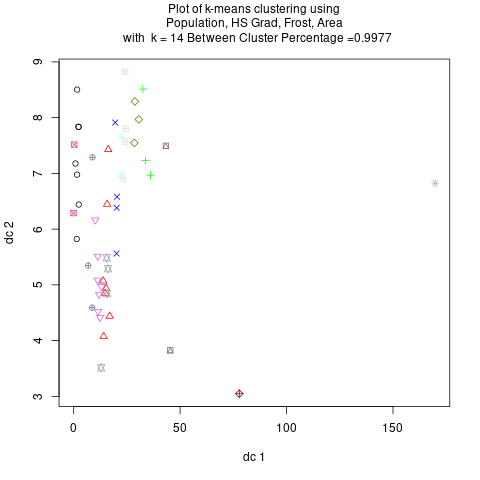 Plot of k-means clustering using
Population, HS Grad, Frost, Area
with  k = 14 Between Cluster Percentage =0.9977
9
8
7
6
5
4
3
dc 2
0
50
100
150
dc 1